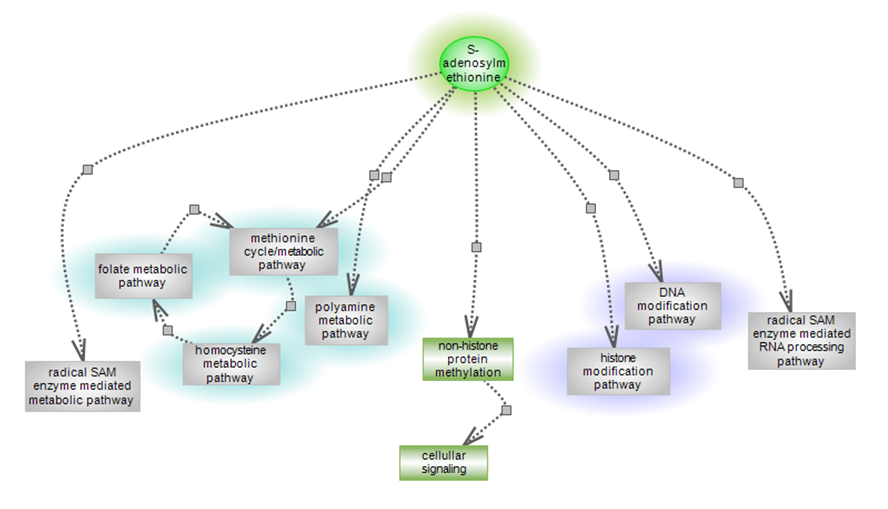 S-
adenosylm
ethionine
methionine
cycle/metabolic
pathway
folate metabolic
pathway
polyamine
metabolic
pathway
homocysteine
metabolic
pathway
radical SAM
enzyme mediated
metabolic pathway
non-histone
protein
methylation
cellular
signaling
DNA
modification
pathway
histone
modification
pathway
radical SAM
enzyme mediated
RNA processing
pathway